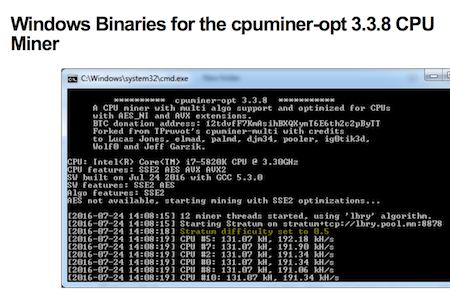 Windows Binaries for the cpuminer-opt 3.3.8 CPU
Miner
C:\Windows\system32\cmd.exe
********** cpuminer-opt 3.3.8 ***********
A CPU miner with multi algo support and optimized for CPUs
with AES_NI and AVX extensions.
BTC donation address:
Forked from TPruvot's cpuminer-multi with credits
to Lucas Jones, elmad, palmd, djm34, pooler, ig0tik3d,
Wolf0 and Jeff Garzik.
CPU: Intel(R) Core(TM) i7-5820K CPU @ 3.30GHz
CPU features: SSE2 AES AVX AVX2
SW built on Jul 24 2016 with GCC 5.3.0
SW features: SSE2 AES
Algo features: SSE2
AES not available, starting mining with SSE2 optimizations...
[2016-07-24 14:08:15] 12 miner threads started, using 'lbry' algorithm.
[2016-07-24 14:08:15] Starting Stratum on stratum+tcp://lbry.pool.mn:8878
[2016-07-24 14:08:15] Stratum difficulty set to 0.5
[2016-07-24 14:08:19] CPU #5: 131.07 kH, 192.18 kH/s
[2016-07-24 14:08:19] CPU #7: 131.07 kH, 191.90 kH/s
[2016-07-24 14:08:19] CPU #2: 131.07 kH, 191.34 kH/s
[2016-07-24 14:08:19] CPU #0: 131.07 kH, 191.34 kH/s
[2016-07-24 14:08:19] CPU #8: 131.07 kH, 191.06 kH/s
[2016-07-24 14:08:19] CPU #10: 131.07 kH, 191.34 kH/s